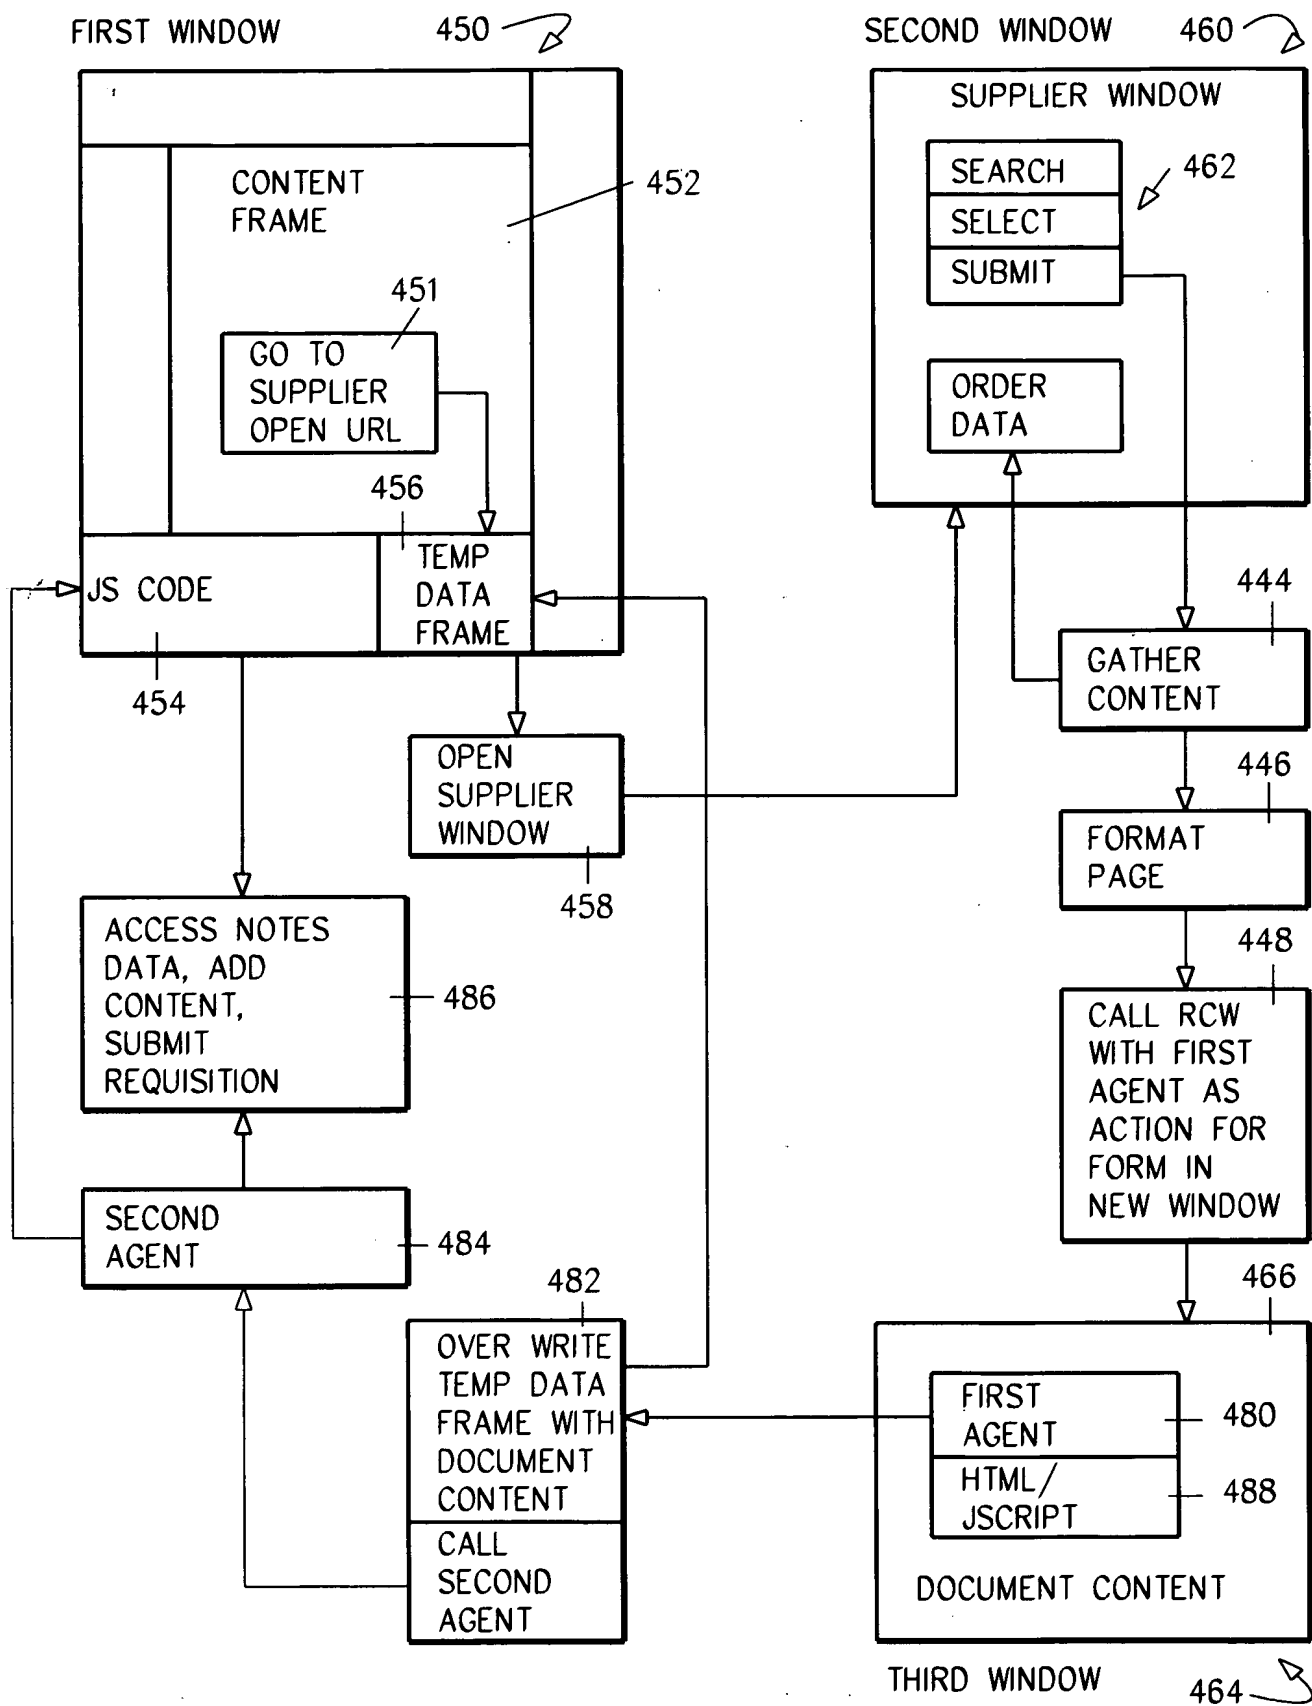 FIRST WINDOW
450
SECOND WINDOW
460
CONTENT
FRAME
452
451
GO TO
SUPPLIER
OPEN URL
456
JS CODE
TEMP
DATA
FRAME
454
SUPPLIER WINDOW
SEARCH
SELECT
SUBMIT
462
ORDER
DATA
444
GATHER
CONTENT
OPEN
SUPPLIER
WINDOW
458
446
FORMAT
PAGE
ACCESS NOTES
DATA, ADD
CONTENT,
SUBMIT
REQUISITION
486
448
CALL RCW
WITH FIRST
AGENT AS
ACTION FOR
FORM IN
NEW WINDOW
SECOND
AGENT
484
482
OVER WRITE
TEMP DATA
FRAME WITH
DOCUMENT
CONTENT
CALL
SECOND
AGENT
466
FIRST
AGENT
480
HTML/
JSCRIPT
488
DOCUMENT CONTENT
THIRD WINDOW
464